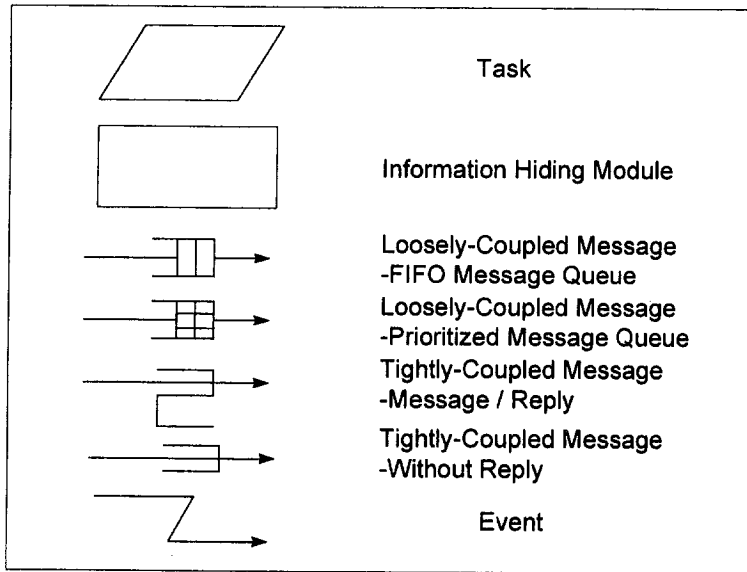 Task
Information Hiding Module
Loosely-Coupled Message
-FIFO Message Queue
Loosely-Coupled Message
-Prioritized Message Queue
Tightly-Coupled Message
-Message / Reply
Tightly-Coupled Message
-Without Reply
Event